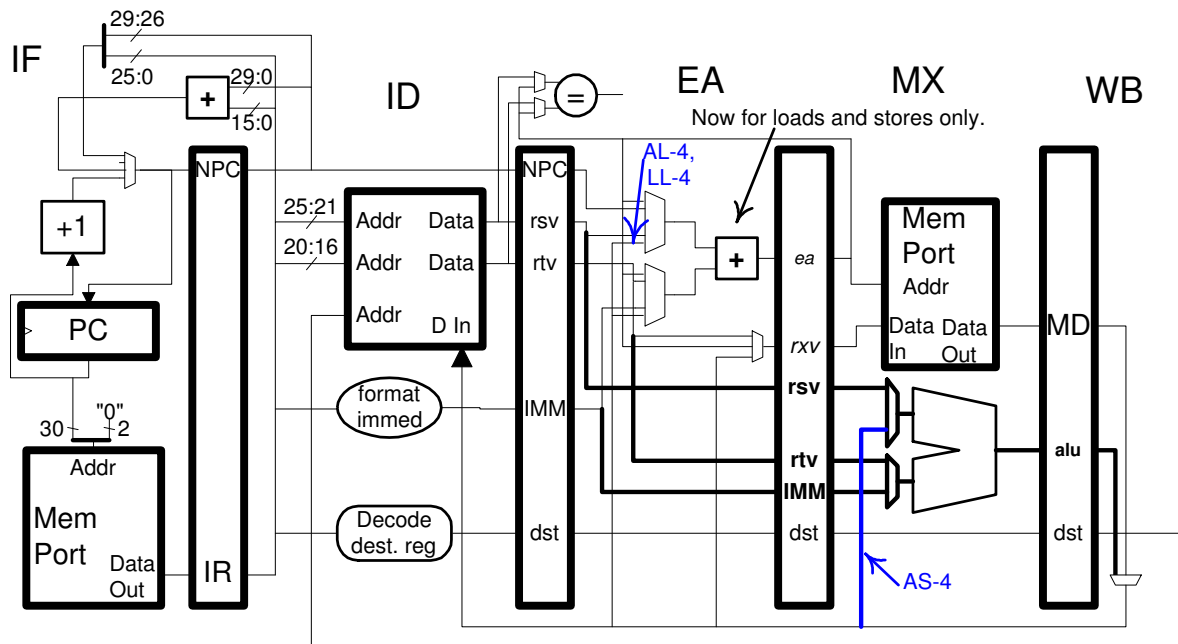 29:26
IF
25:0
29:0
+
15:0
ID
=
EA
MX
WB
Now for loads and stores only.
AL-4,
LL-4
NPC
NPC
+1
25:21
20:16
Addr
Data
Addr
Data
Addr
D In
rsv
rtv
+
ea
Mem
Port
Addr
Data
In
Data
Out
MD
PC
rxv
rsv
format
immed
IMM
30
"0"
2
Addr
Mem
Port
Data
Out
IR
rtv
IMM
alu
Decode
dest. reg
dst
dst
dst
AS-4